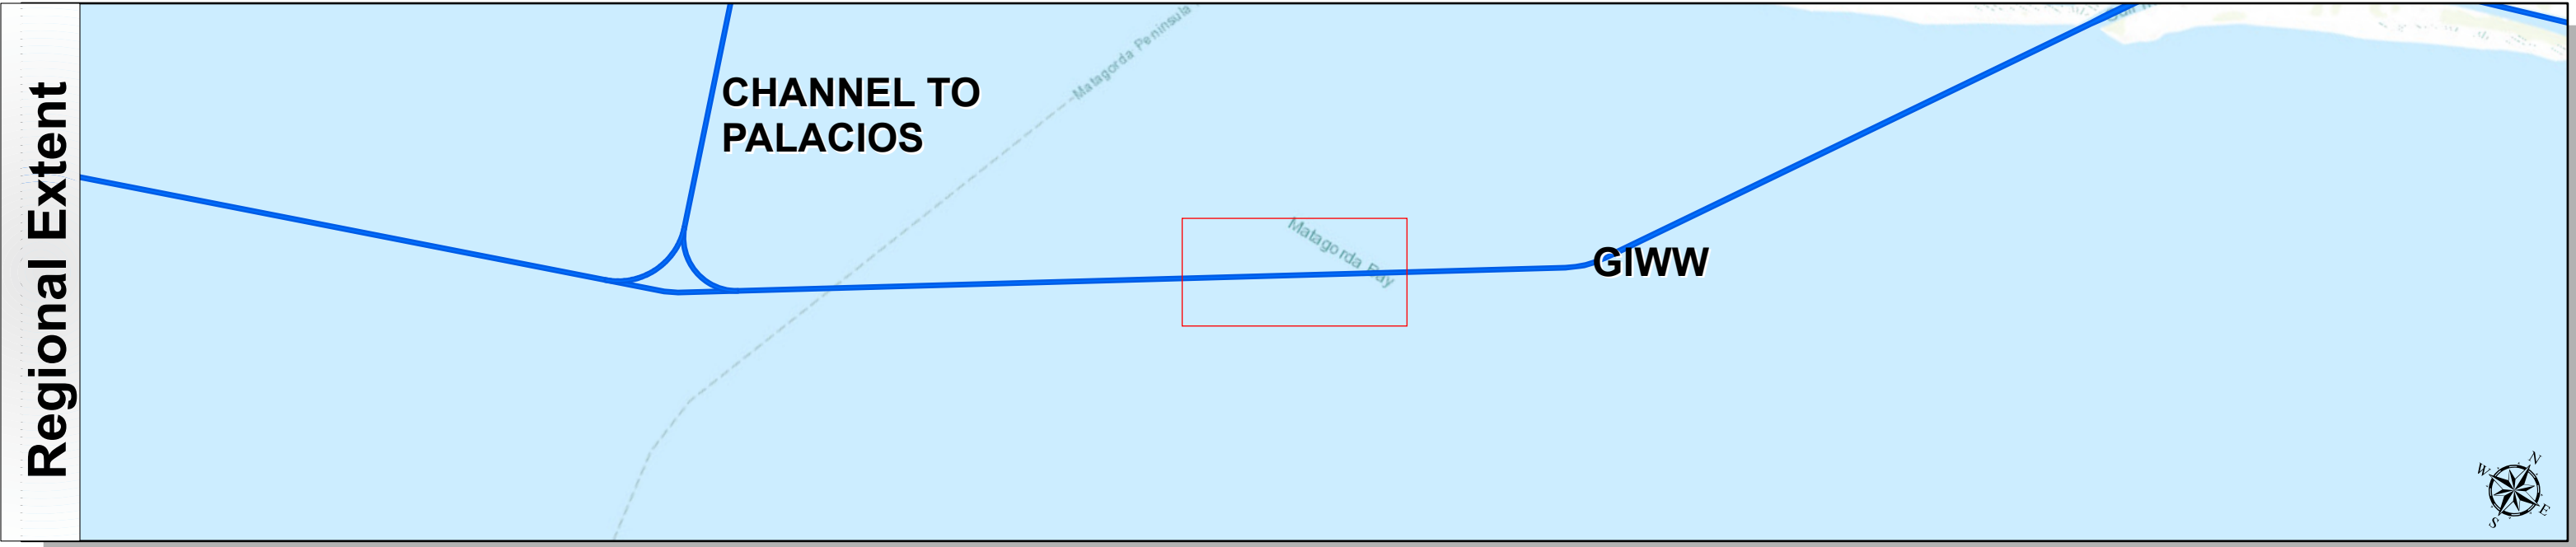 Regional Extent
CHANNEL TO
PALACIOS
Matagorda Peninsula
Matagorda Bay
GIWW
N
W
E
S